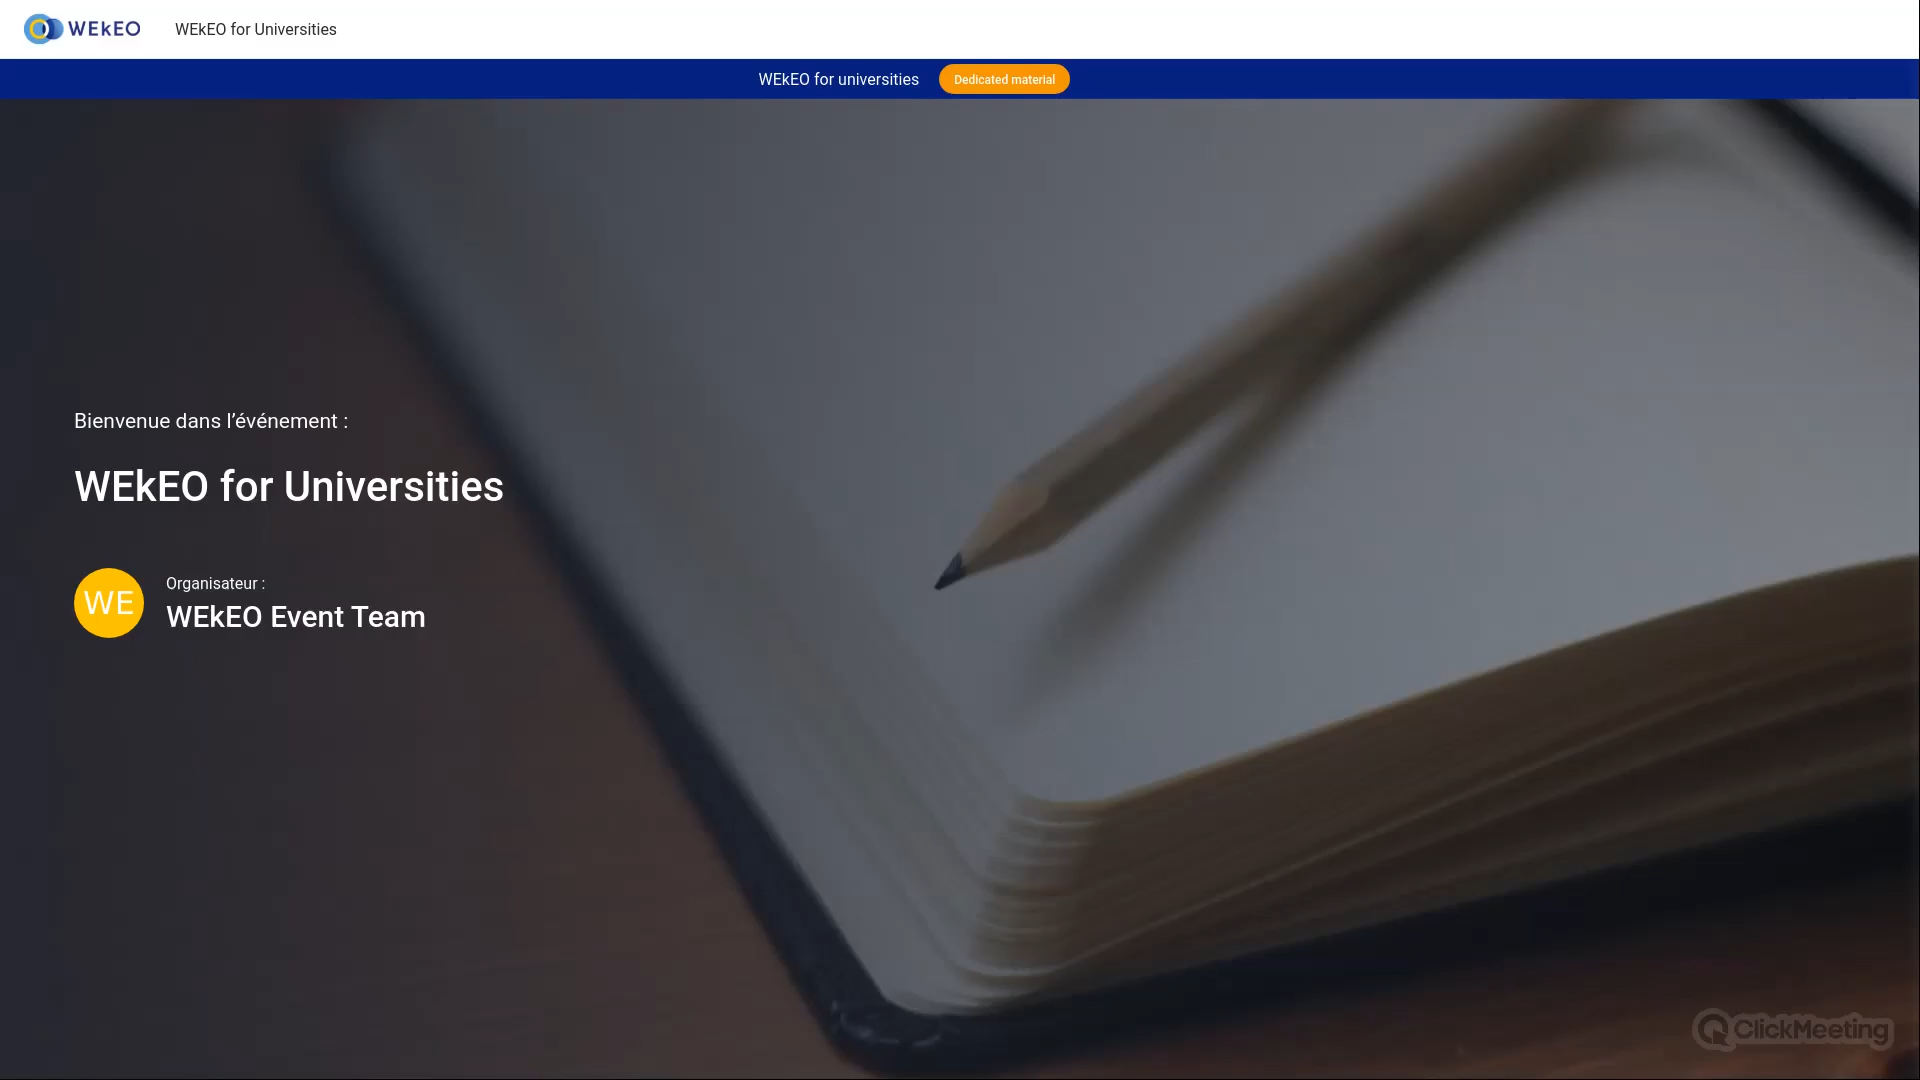 WEkEO
WEkEO for Universities
WEkEO for universities
Dedicated material
Bienvenue dans l’événement :
WEkEO for Universities
WE
Organisateur :
WEkEO Event Team
ClickMeeting